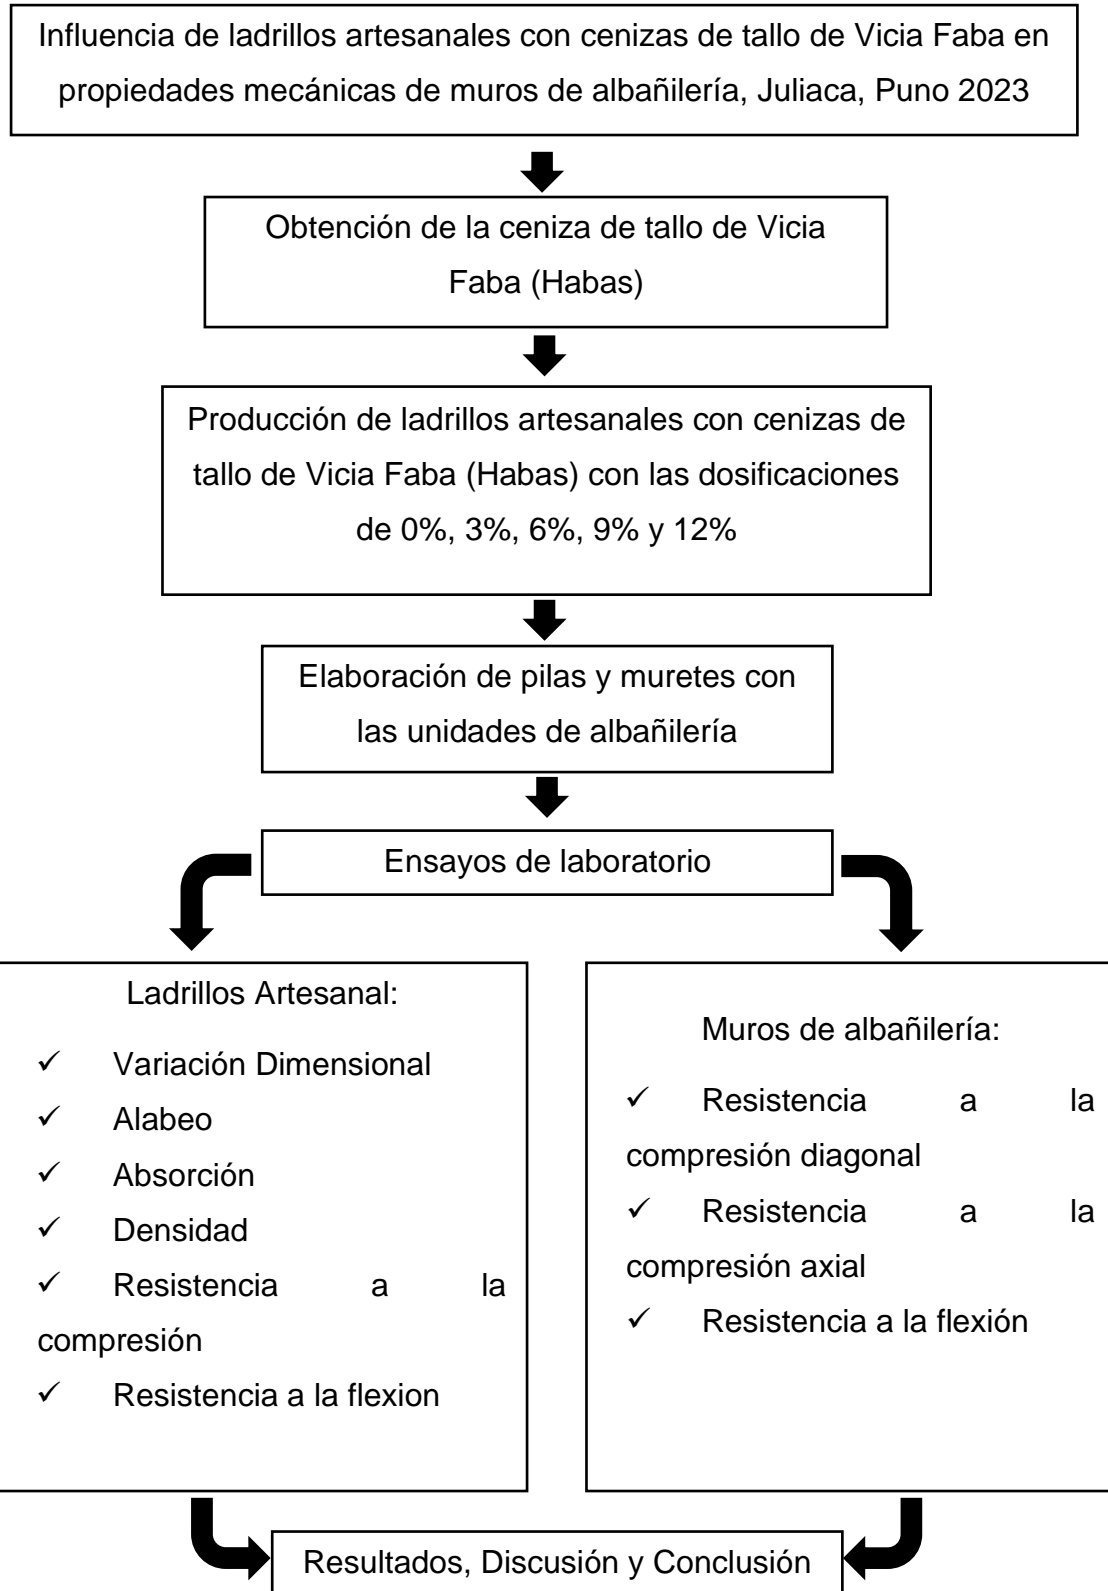 Influencia de ladrillos artesanales con cenizas de tallo de Vicia Faba en
propiedades mecánicas de muros de albañilería, Juliaca, Puno 2023
Obtención de la ceniza de tallo de Vicia
Faba (Habas)
Producción de ladrillos artesanales con cenizas de
tallo de Vicia Faba (Habas) con las dosificaciones
de 0%, 3%, 6%, 9% y 12%
Elaboración de pilas y muretes con
las unidades de albañilería
Ensayos de laboratorio
Ladrillos Artesanal:
✓ Variación Dimensional
✓ Alabeo
✓ Absorción
✓ Densidad
✓ Resistencia a la
compresión
✓ Resistencia a la flexion
Muros de albañilería:
✓ Resistencia a la
compresión diagonal
✓ Resistencia a la
compresión axial
✓ Resistencia a la flexión
Resultados, Discusión y Conclusión